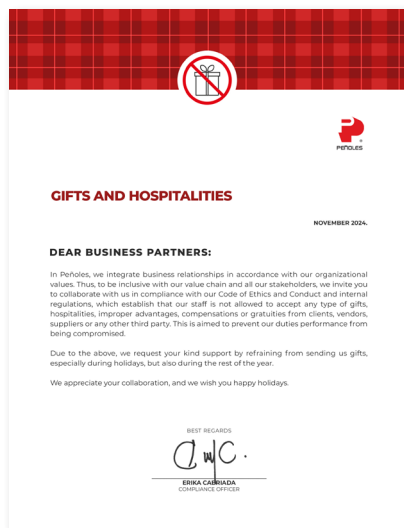 PEÑOLES
GIFTS AND HOSPITALITIES
NOVEMBER 2024.
DEAR BUSINESS PARTNERS:
In Peñoles, we integrate business relationships in accordance with our organizational
values. Thus, to be inclusive with our value chain and all our stakeholders, we invite you
to collaborate with us in compliance with our Code of Ethics and Conduct and internal
regulations, which establish that our staff is not allowed to accept any type of gifts,
hospitalities, improper advantages, compensations or gratuities from clients, vendors,
suppliers or any other third party. This is aimed to prevent our duties performance from
being compromised.
Due to the above, we request your kind support by refraining from sending us gifts,
especially during holidays, but also during the rest of the year.
We appreciate your collaboration, and we wish you happy holidays.
BEST REGARDS
ERIKA CABRIADA
COMPLIANCE OFFICER